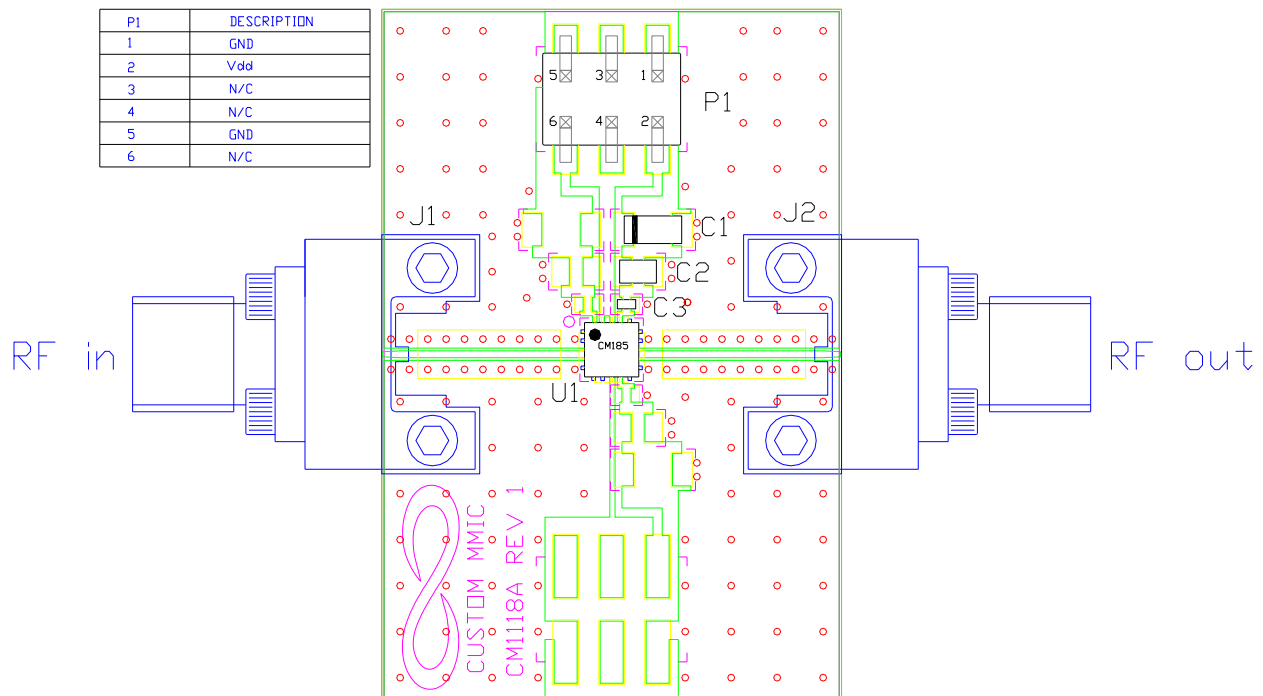 P1 DESCRIPTION
1 GND
2 Vdd
3 N/C
4 N/C
5 GND
6 N/C
5 3 1
6 4 2
P1
J1
J2
C1
C2
C3
CM185
U1
RF in
RF out
CUSTOM MMIC
CM1118A REV 1